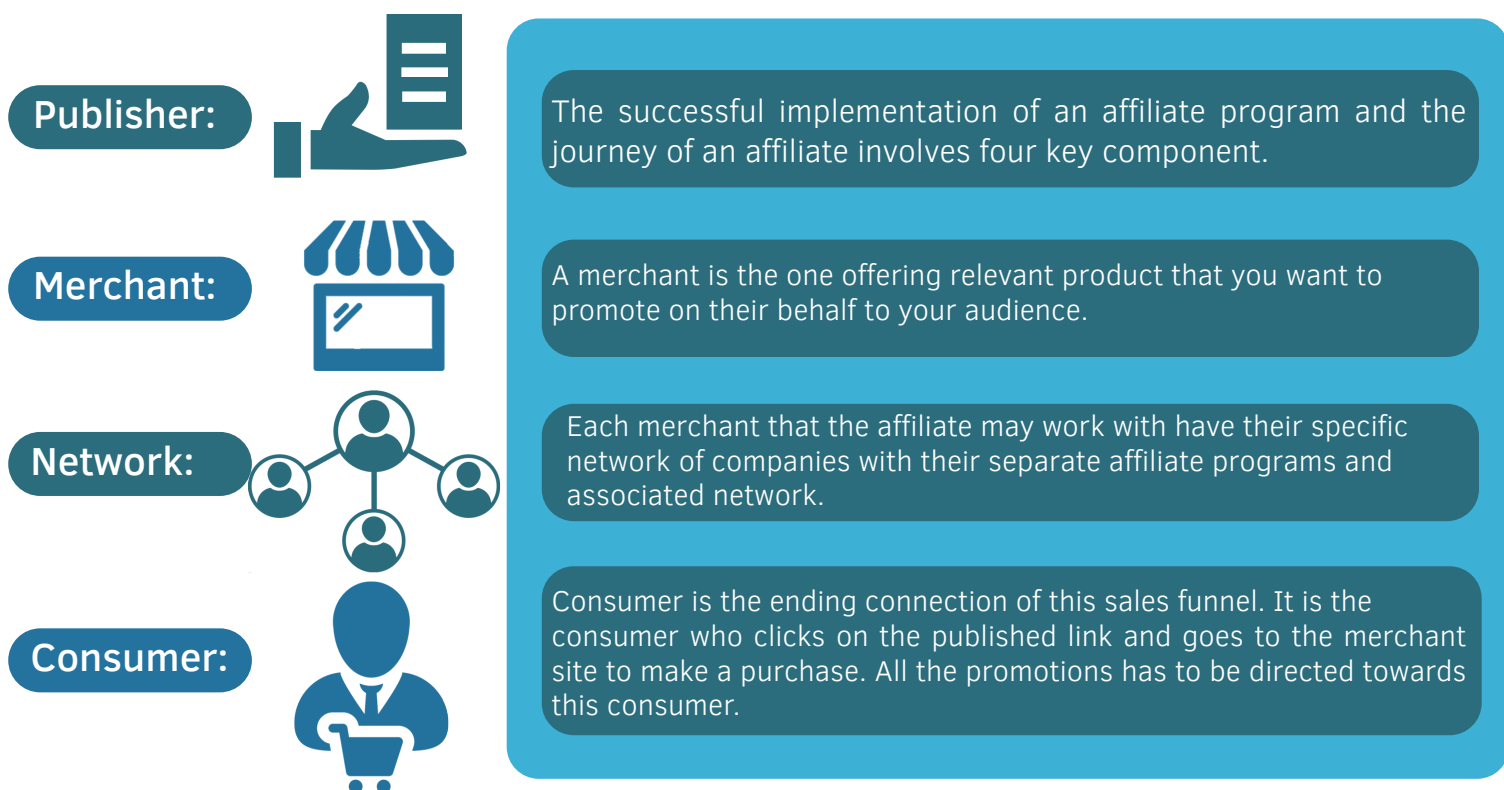 Publisher:
The successful implementation of an affiliate program and the
journey of an affiliate involves four key component.
Merchant:
A merchant is the one offering relevant product that you want to
promote on their behalf to your audience.
Network:
Each merchant that the affiliate may work with have their specific
network of companies with their separate affiliate programs and
associated network.
Consumer:
Consumer is the ending connection of this sales funnel. It is the
consumer who clicks on the published link and goes to the merchant
site to make a purchase. All the promotions has to be directed towards
this consumer.